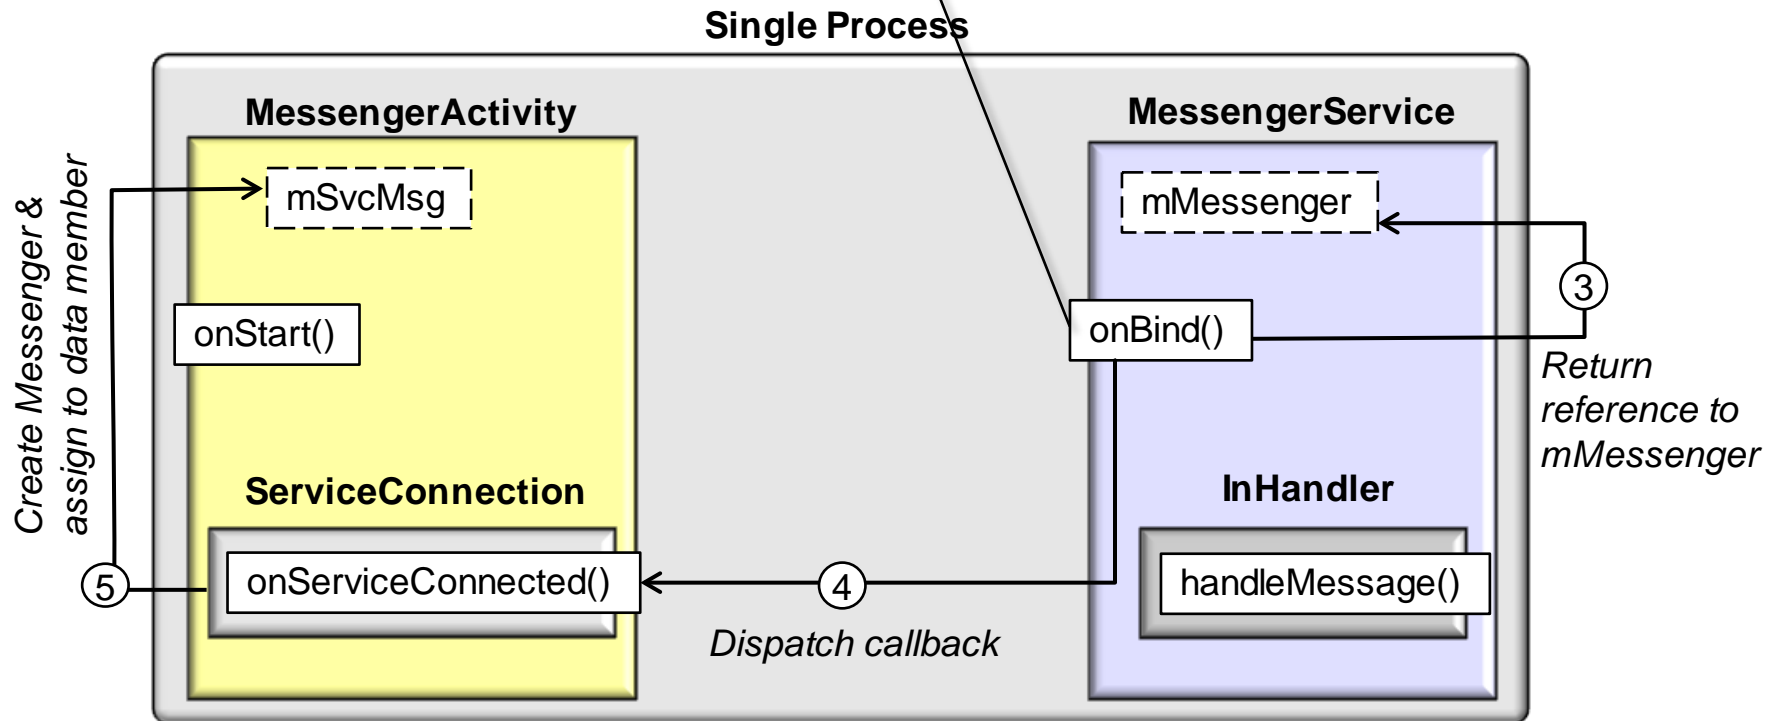 Single Process
MessengerActivity
MessengerService
Create Messenger &
assign to data member
mSvcMsg
mMessenger
3
onStart()
onBind()
Return
reference to
mMessenger
ServiceConnection
InHandler
5
onServiceConnected()
4
handleMessage()
Dispatch callback